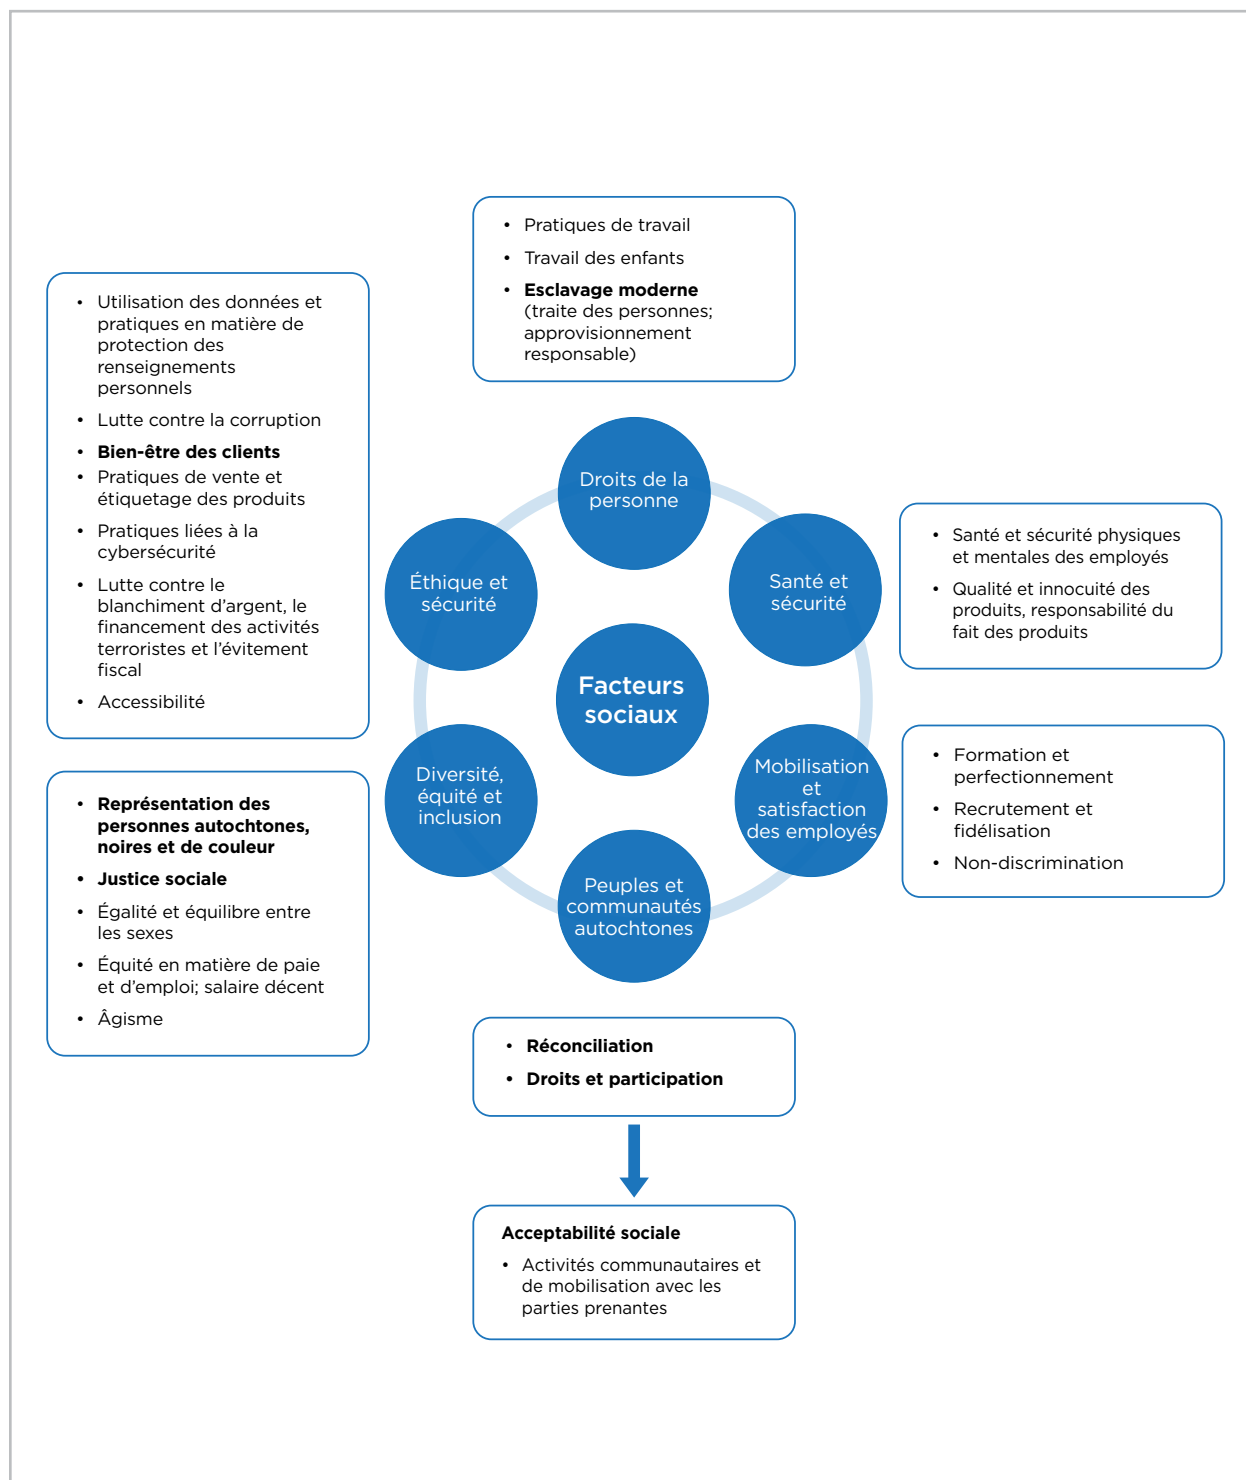 • Pratiques de travail
• Travail des enfants
• Esclavage moderne
(traite des personnes;
approvisionnement
responsable)
• Utilisation des données et
pratiques en matière de
protection des
renseignements
personnels
• Lutte contre la corruption
• Bien-être des clients
• Pratiques de vente et
étiquetage des produits
• Pratiques liées à la
cybersécurité
• Lutte contre le
blanchiment d’argent, le
financement des activités
terroristes et l’évitement
fiscal
• Accessibilité
Droits de la
personne
Éthique et
sécurité
Santé et
sécurité
• Santé et sécurité physiques
et mentales des employés
• Qualité et innocuité des
produits, responsabilité du
fait des produits
Facteurs
sociaux
Diversité,
équité et
inclusion
Mobilisation
et
satisfaction
des employés
• Formation et
perfectionnement
• Recrutement et
fidélisation
• Non-discrimination
• Représentation des
personnes autochtones,
noires et de couleur
• Justice sociale
• Égalité et équilibre entre
les sexes
• Équité en matière de paie
et d’emploi; salaire décent
• Âgisme
Peuples et
communautés
autochtones
• Réconciliation
• Droits et participation
Acceptabilité sociale
• Activités communautaires et
de mobilisation avec les
parties prenantes